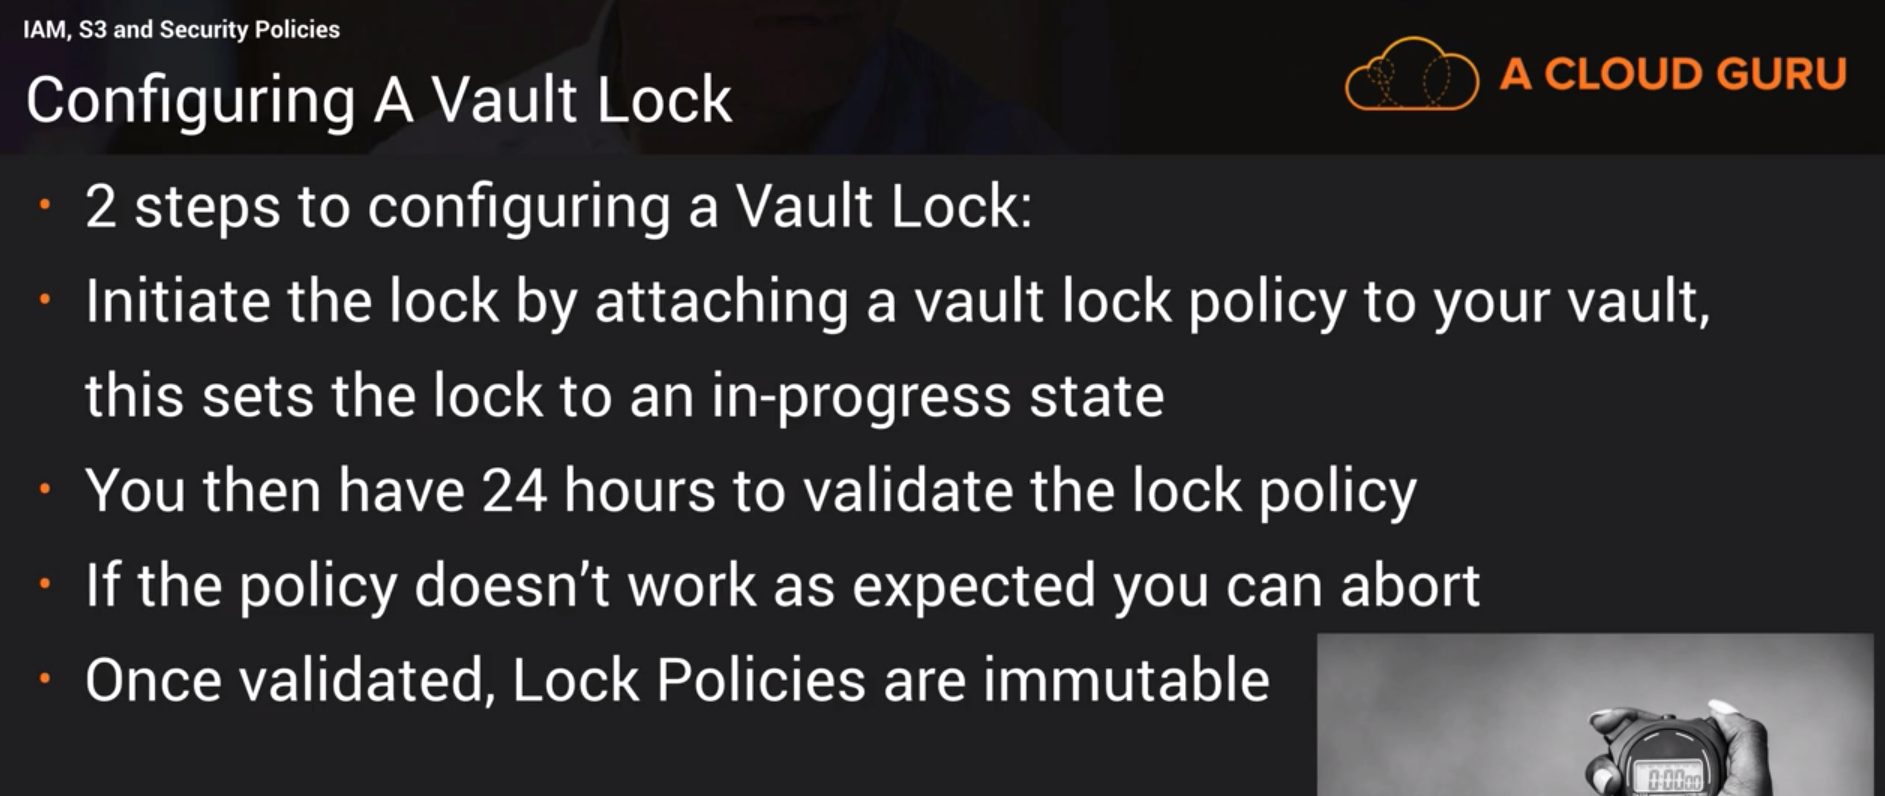 IAM, S3 and Security Policies
Configuring A Vault Lock
A CLOUD GURU
• 2 steps to configuring a Vault Lock:
• Initiate the lock by attaching a vault lock policy to your vault,
this sets the lock to an in-progress state
• You then have 24 hours to validate the lock policy
• If the policy doesn’t work as expected you can abort
• Once validated, Lock Policies are immutable
0:0000